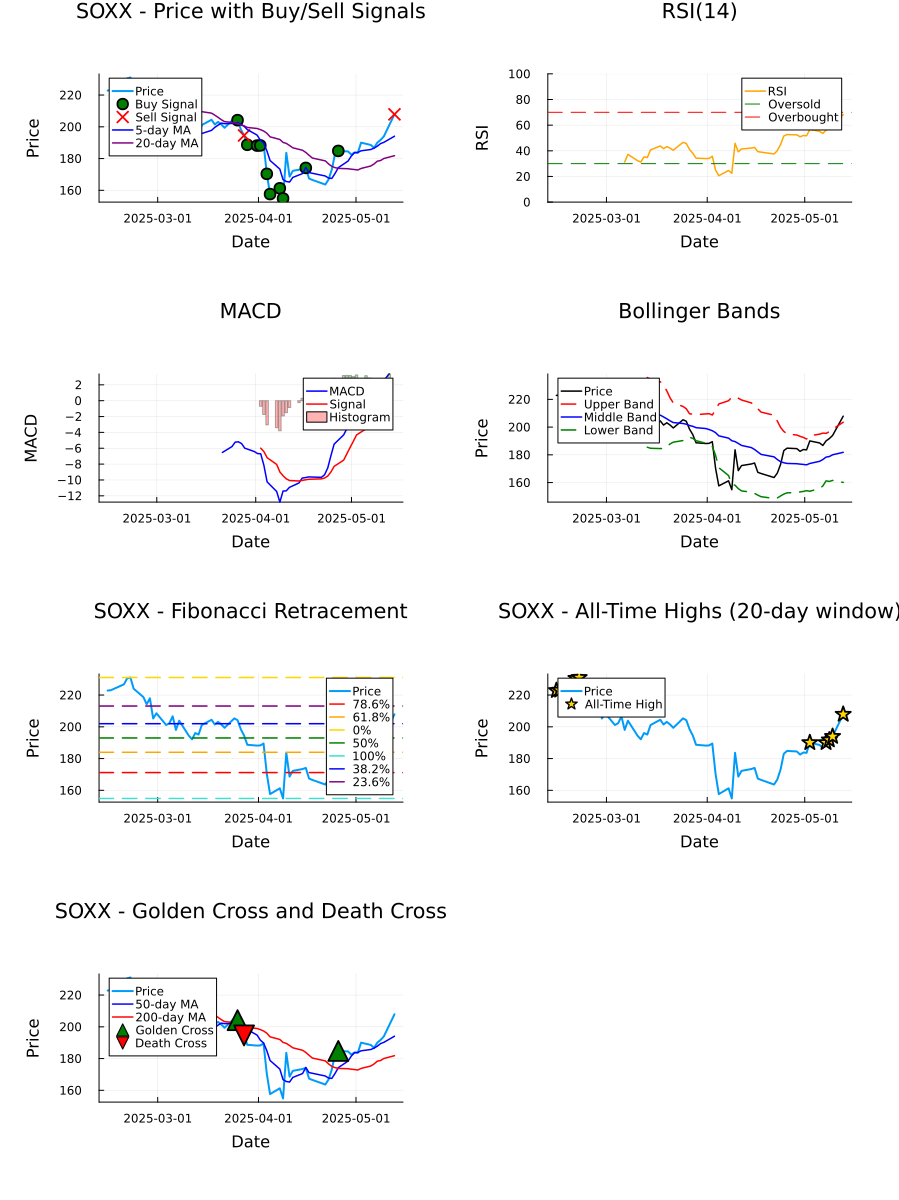 SOXX - Price with Buy/Sell Signals
Price
220
200
180
160
Price
Buy Signal
Sell Signal
5-day MA
20-day MA
2025-03-01
2025-04-01
2025-05-01
Date
RSI(14)
RSI
100
80
60
40
20
0
RSI
Oversold
Overbought
2025-03-01
2025-04-01
2025-05-01
Date
MACD
MACD
2
0
−2
−4
−6
−8
−10
−12
MACD
Signal
Histogram
2025-03-01
2025-04-01
2025-05-01
Date
Bollinger Bands
Price
220
200
180
160
Price
Upper Band
Middle Band
Lower Band
2025-03-01
2025-04-01
2025-05-01
Date
SOXX - Fibonacci Retracement
Price
220
200
180
160
Price
78.6%
61.8%
0%
50%
100%
38.2%
23.6%
2025-03-01
2025-04-01
2025-05-01
Date
SOXX - All-Time Highs (20-day window)
Price
220
200
180
160
Price
All-Time High
2025-03-01
2025-04-01
2025-05-01
Date
SOXX - Golden Cross and Death Cross
Price
220
200
180
160
Price
50-day MA
200-day MA
Golden Cross
Death Cross
2025-03-01
2025-04-01
2025-05-01
Date